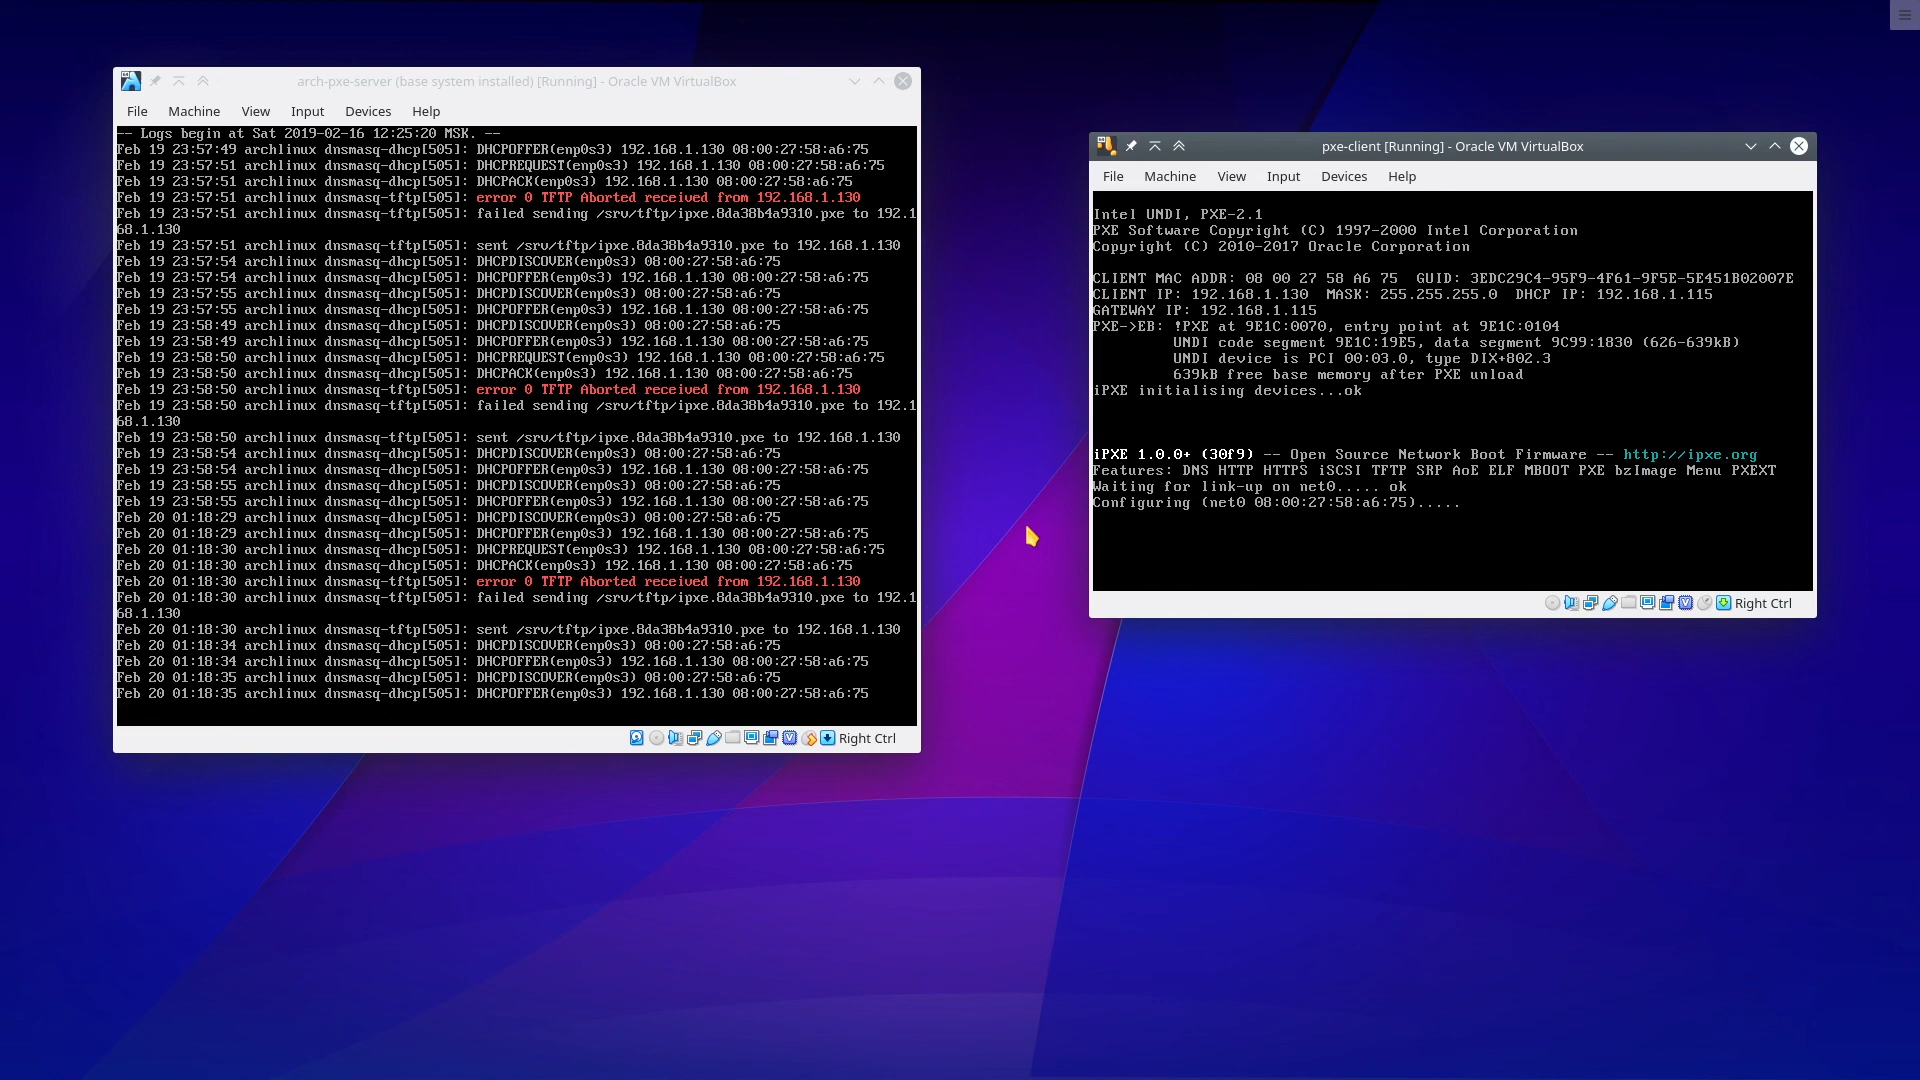 arch-pxe-server (base system installed) [Running] - Oracle VM VirtualBox
File Machine View Input Devices Help
-- Logs begin at Sat 2019-02-16 12:25:20 MSK. --
Feb 19 23:57:49 archlinux dnsmasq-dhcp[505]: DHCPOFFER(enp0s3) 192.168.1.130 08:00:27:58:a6:75
Feb 19 23:57:51 archlinux dnsmasq-dhcp[505]: DHCPREQUEST(enp0s3) 192.168.1.130 08:00:27:58:a6:75
Feb 19 23:57:51 archlinux dnsmasq-dhcp[505]: DHCPACK(enp0s3) 192.168.1.130 08:00:27:58:a6:75
Feb 19 23:57:51 archlinux dnsmasq-tftp[505]: error 0 TFTP Aborted received from 192.168.1.130
Feb 19 23:57:51 archlinux dnsmasq-tftp[505]: failed sending /srv/tftp/ipxe.8da38b4a9310.pxe to 192.1
68.1.130
Feb 19 23:57:51 archlinux dnsmasq-tftp[505]: sent /srv/tftp/ipxe.8da38b4a9310.pxe to 192.168.1.130
Feb 19 23:57:54 archlinux dnsmasq-dhcp[505]: DHCPDISCOVER(enp0s3) 08:00:27:58:a6:75
Feb 19 23:57:54 archlinux dnsmasq-dhcp[505]: DHCPOFFER(enp0s3) 192.168.1.130 08:00:27:58:a6:75
Feb 19 23:57:55 archlinux dnsmasq-dhcp[505]: DHCPDISCOVER(enp0s3) 08:00:27:58:a6:75
Feb 19 23:57:55 archlinux dnsmasq-dhcp[505]: DHCPOFFER(enp0s3) 192.168.1.130 08:00:27:58:a6:75
Feb 19 23:58:49 archlinux dnsmasq-dhcp[505]: DHCPDISCOVER(enp0s3) 08:00:27:58:a6:75
Feb 19 23:58:49 archlinux dnsmasq-dhcp[505]: DHCPOFFER(enp0s3) 192.168.1.130 08:00:27:58:a6:75
Feb 19 23:58:50 archlinux dnsmasq-dhcp[505]: DHCPREQUEST(enp0s3) 192.168.1.130 08:00:27:58:a6:75
Feb 19 23:58:50 archlinux dnsmasq-dhcp[505]: DHCPACK(enp0s3) 192.168.1.130 08:00:27:58:a6:75
Feb 19 23:58:50 archlinux dnsmasq-tftp[505]: error 0 TFTP Aborted received from 192.168.1.130
Feb 19 23:58:50 archlinux dnsmasq-tftp[505]: failed sending /srv/tftp/ipxe.8da38b4a9310.pxe to 192.1
68.1.130
Feb 19 23:58:50 archlinux dnsmasq-tftp[505]: sent /srv/tftp/ipxe.8da38b4a9310.pxe to 192.168.1.130
Feb 19 23:58:54 archlinux dnsmasq-dhcp[505]: DHCPDISCOVER(enp0s3) 08:00:27:58:a6:75
Feb 19 23:58:54 archlinux dnsmasq-dhcp[505]: DHCPOFFER(enp0s3) 192.168.1.130 08:00:27:58:a6:75
Feb 19 23:58:55 archlinux dnsmasq-dhcp[505]: DHCPDISCOVER(enp0s3) 08:00:27:58:a6:75
Feb 19 23:58:55 archlinux dnsmasq-dhcp[505]: DHCPOFFER(enp0s3) 192.168.1.130 08:00:27:58:a6:75
Feb 20 01:18:29 archlinux dnsmasq-dhcp[505]: DHCPDISCOVER(enp0s3) 08:00:27:58:a6:75
Feb 20 01:18:29 archlinux dnsmasq-dhcp[505]: DHCPOFFER(enp0s3) 192.168.1.130 08:00:27:58:a6:75
Feb 20 01:18:30 archlinux dnsmasq-dhcp[505]: DHCPREQUEST(enp0s3) 192.168.1.130 08:00:27:58:a6:75
Feb 20 01:18:30 archlinux dnsmasq-dhcp[505]: DHCPACK(enp0s3) 192.168.1.130 08:00:27:58:a6:75
Feb 20 01:18:30 archlinux dnsmasq-tftp[505]: error 0 TFTP Aborted received from 192.168.1.130
Feb 20 01:18:30 archlinux dnsmasq-tftp[505]: failed sending /srv/tftp/ipxe.8da38b4a9310.pxe to 192.1
68.1.130
Feb 20 01:18:30 archlinux dnsmasq-tftp[505]: sent /srv/tftp/ipxe.8da38b4a9310.pxe to 192.168.1.130
Feb 20 01:18:34 archlinux dnsmasq-dhcp[505]: DHCPDISCOVER(enp0s3) 08:00:27:58:a6:75
Feb 20 01:18:34 archlinux dnsmasq-dhcp[505]: DHCPOFFER(enp0s3) 192.168.1.130 08:00:27:58:a6:75
Feb 20 01:18:35 archlinux dnsmasq-dhcp[505]: DHCPDISCOVER(enp0s3) 08:00:27:58:a6:75
Feb 20 01:18:35 archlinux dnsmasq-dhcp[505]: DHCPOFFER(enp0s3) 192.168.1.130 08:00:27:58:a6:75
Right Ctrl
pxe-client [Running] - Oracle VM VirtualBox
File Machine View Input Devices Help
Intel UNDI, PXE-2.1
PXE Software Copyright (C) 1997-2000 Intel Corporation
Copyright (C) 2010-2017 Oracle Corporation
CLIENT MAC ADDR: 08 00 27 58 A6 75  GUID: 3EDC29C4-95F9-4F61-9F5E-5E451B02007E
CLIENT IP: 192.168.1.130  MASK: 255.255.255.0  DHCP IP: 192.168.1.115
GATEWAY IP: 192.168.1.115
PXE->EB: !PXE at 9E1C:0070, entry point at 9E1C:0104
UNDI code segment 9E1C:19E5, data segment 9C99:1830 (626-639kB)
UNDI device is PCI 00:03.0, type DIX+802.3
639kB free base memory after PXE unload
iPXE initialising devices...ok
iPXE 1.0.0+ (30f9) -- Open Source Network Boot Firmware -- http://ipxe.org
Features: DNS HTTP HTTPS iSCSI TFTP SRP AoE ELF MBOOT PXE bzImage Menu PXEXT
Waiting for link-up on net0..... ok
Configuring (net0 08:00:27:58:a6:75).....
Right Ctrl